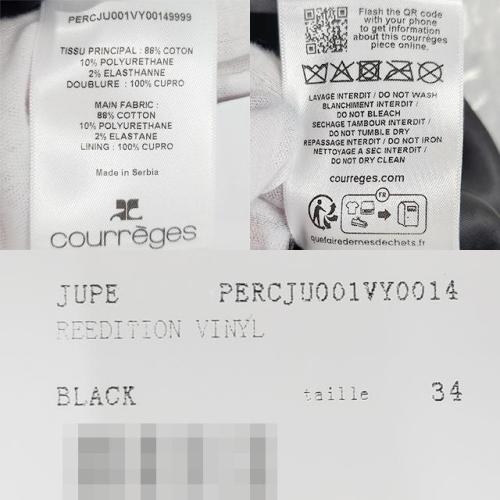 PERCJU001VY00149999
TISSU PRINCIPAL : 88% COTON
10% POLYURETHANE
2% ELASTHANNE
DOUBLURE : 100% CUPRO
MAIN FABRIC :
88% COTTON
10% POLYURETHANE
2% ELASTANE
LINING : 100% CUPRO
Made in Serbia
courrèges
Flash the QR code
with your phone
to get information
about this courrèges
piece online.
LAVAGE INTERDIT / DO NOT WASH
BLANCHIMENT INTERDIT /
DO NOT BLEACH
SECHAGE TAMBOUR INTERDIT /
DO NOT TUMBLE DRY
REPASSAGE INTERDIT / DO NOT IRON
NETTOYAGE A SEC INTERDIT /
DO NOT DRY CLEAN
courreges.com
FR
quefairedemesdechets.fr
JUPE PERCJU001VY0014
REEDITION VINYL
BLACK taille 34